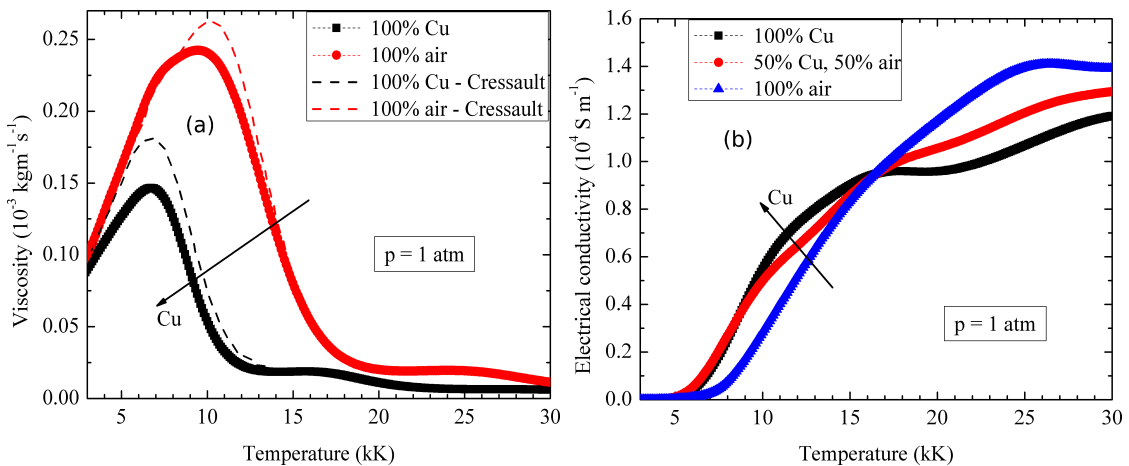 0.25
0.20
0.15
0.10
0.05
0.00
5
10
15
20
25
30
Viscosity (10⁻³ kgm⁻¹s⁻¹)
Temperature (kK)
100% Cu
100% air
100% Cu - Cressault
100% air - Cressault
(a)
p = 1 atm
Cu
1.6
1.4
1.2
1.0
0.8
0.6
0.4
0.2
0.0
5
10
15
20
25
30
Electrical conductivity (10⁴ S m⁻¹)
Temperature (kK)
100% Cu
50% Cu, 50% air
100% air
(b)
Cu
p = 1 atm